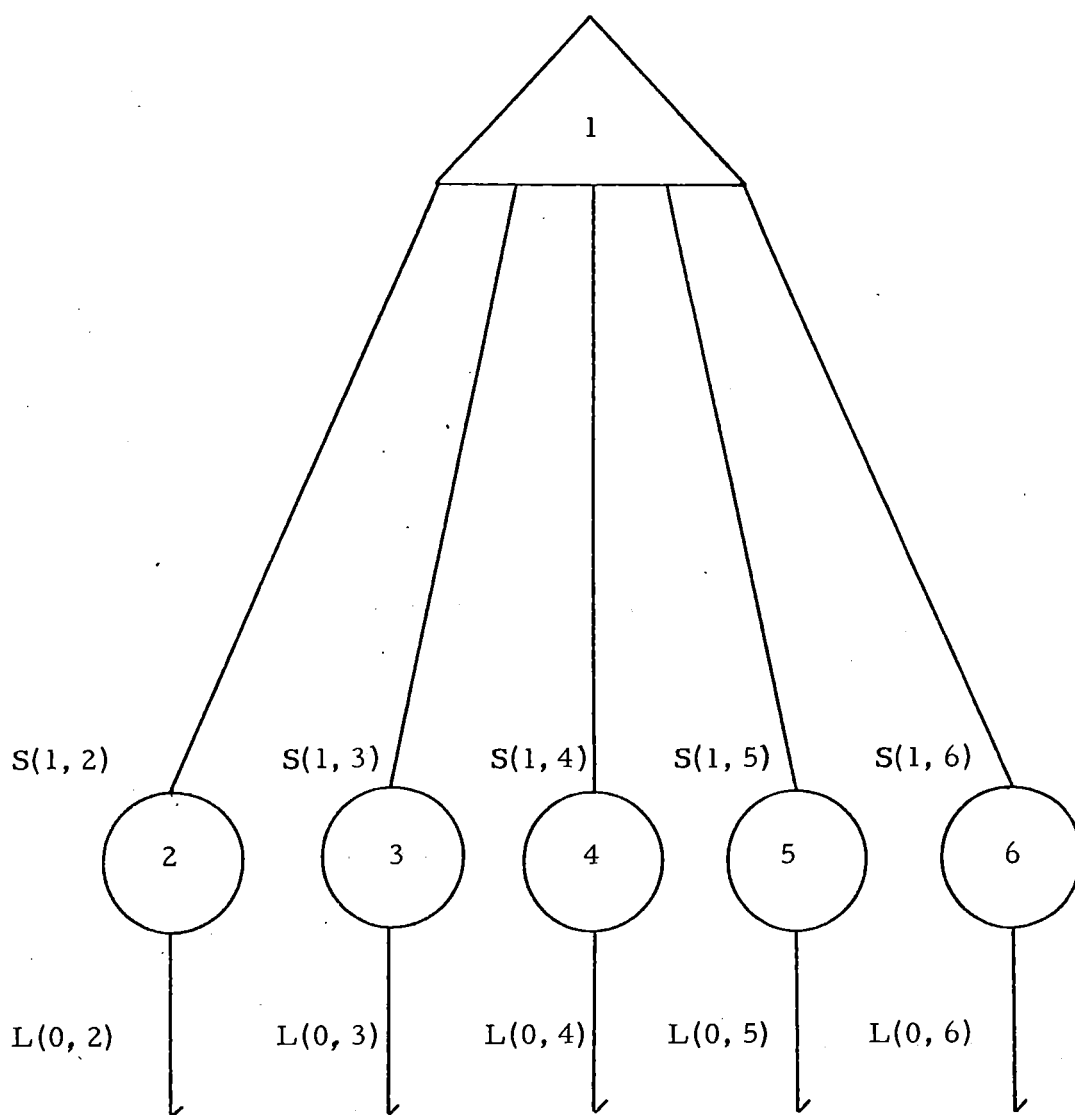 1
S(1, 2) S(1, 3) S(1, 4) S(1, 5) S(1, 6)
2 3 4 5 6
L(0, 2) L(0, 3) L(0, 4) L(0, 5) L(0, 6)